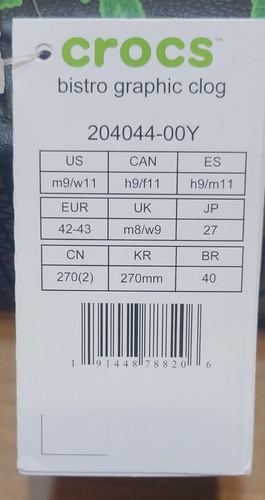 crocs™
bistro graphic clog
204044-00Y
US CAN ES
m9/w11 h9/f11 h9/m11
EUR UK JP
42-43 m8/w9 27
CN KR BR
270(2) 270mm 40
1 91448 78820 6